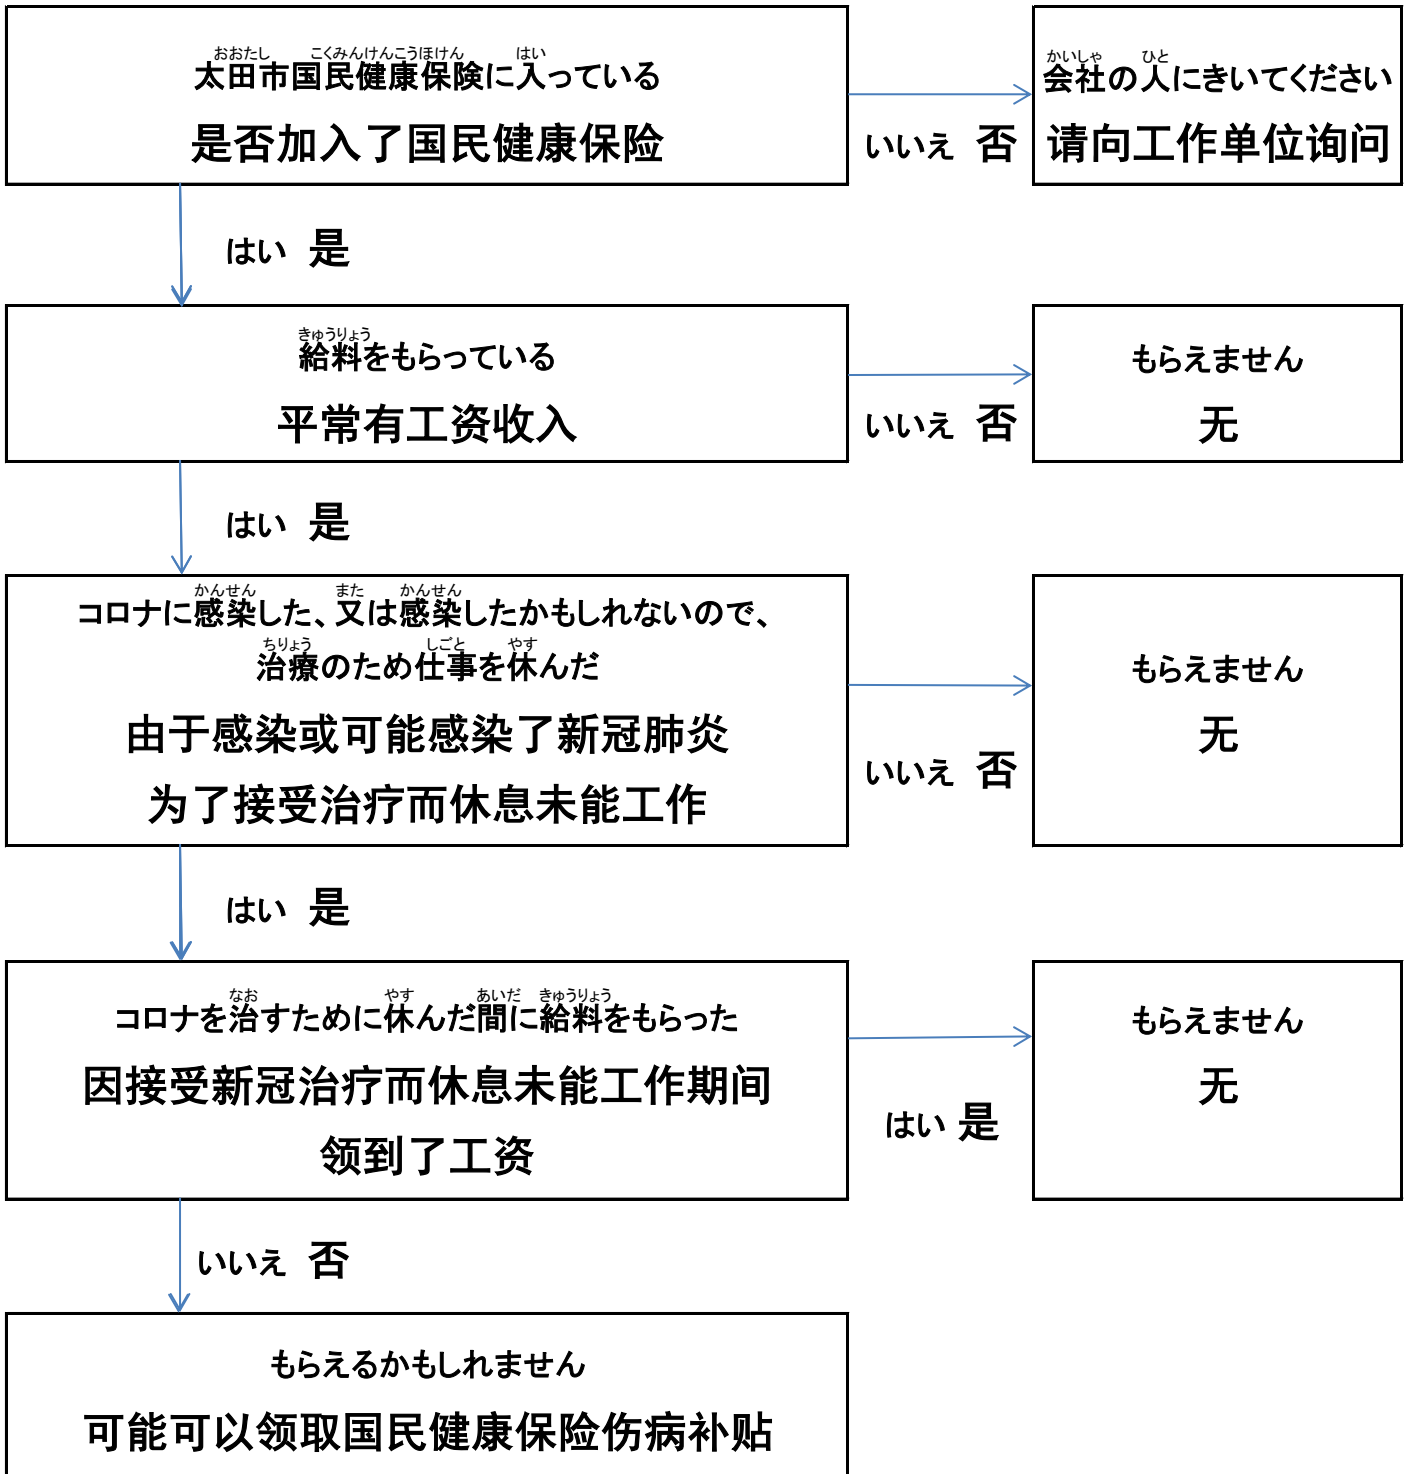 おおたし こくみんけんこうほけん はい
太田市国民健康保険に入っている
是否加入了国民健康保险
いいえ 否
かいしゃ ひと
会社の人にきいてください
请向工作单位询问
はい 是
きゅうりょう
給料をもらっている
平常有工资收入
いいえ 否
もらえません
无
はい 是
かんせん また かんせん
コロナに感染した、又は感染したかもしれないので、
ちりょう しごと やす
治療のため仕事を休んだ
由于感染或可能感染了新冠肺炎
为了接受治疗而休息未能工作
いいえ 否
もらえません
无
はい 是
なお やす あいだ きゅうりょう
コロナを治すために休んだ間に給料をもらった
因接受新冠治疗而休息未能工作期间
领到了工资
はい 是
もらえません
无
いいえ 否
もらえるかもしれません
可能可以领取国民健康保险伤病补贴